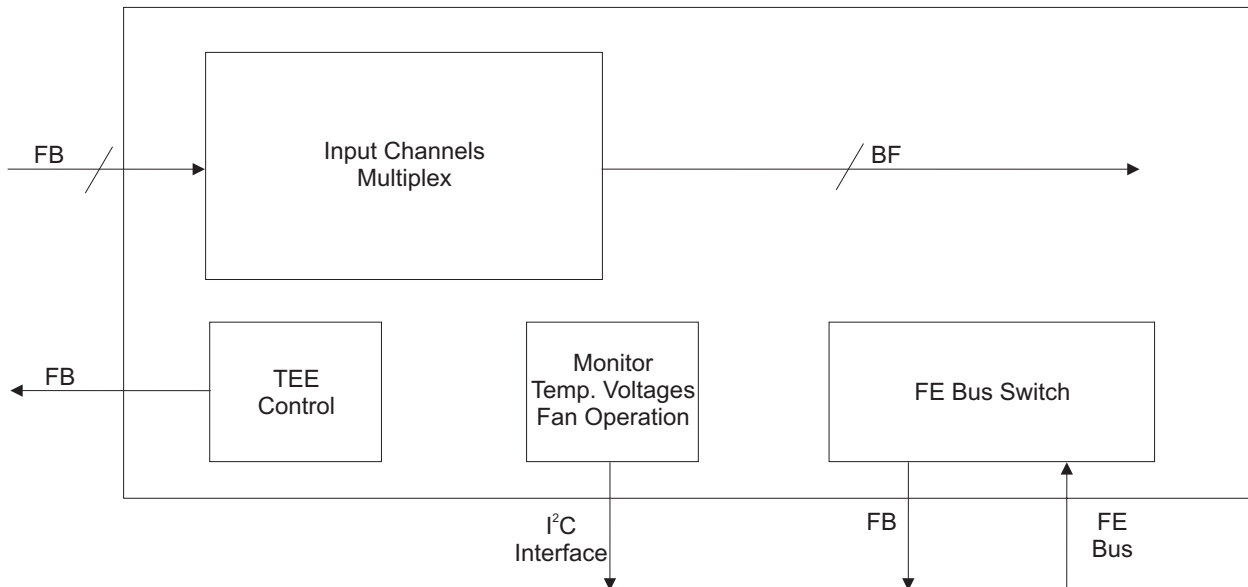 FB
Input Channels
Multiplex
BF
FB
TEE
Control
Monitor
Temp. Voltages
Fan Operation
FE Bus Switch
I²C
Interface
FB
FE
Bus